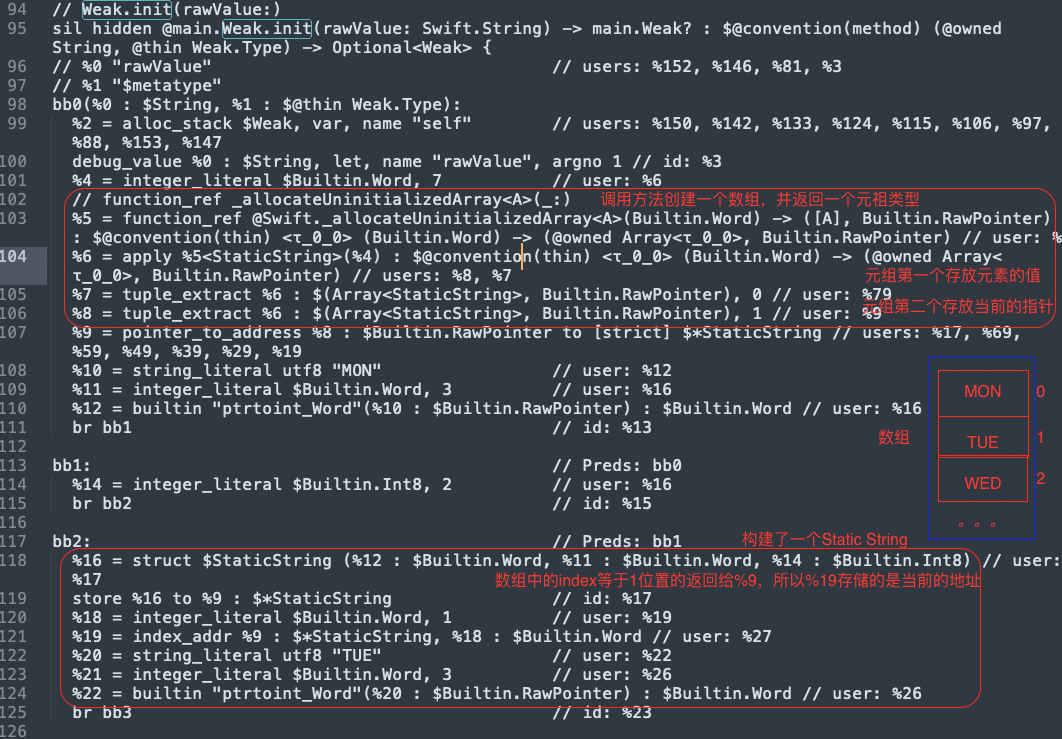 94 // Weak.init(rawValue:)
95 sil hidden @main.Weak.init(rawValue: Swift.String) -> main.Weak? : $@convention(method) (@owned
String, @thin Weak.Type) -> Optional<Weak> {
96 // %0 "rawValue" // users: %152, %146, %81, %3
97 // %1 "$metatype"
98 bb0(%0 : $String, %1 : $@thin Weak.Type):
99 %2 = alloc_stack $Weak, var, name "self" // users: %150, %142, %133, %124, %115, %106, %97,
%88, %153, %147
100 debug_value %0 : $String, let, name "rawValue", argno 1 // id: %3
101 %4 = integer_literal $Builtin.Word, 7 // user: %6
102 // function_ref _allocateUninitializedArray<A>(_:) 调用方法创建一个数组，并返回一个元祖类型
103 %5 = function_ref @Swift._allocateUninitializedArray<A>(Builtin.Word) -> ([A], Builtin.RawPointer)
: $@convention(thin) <τ_0_0> (Builtin.Word) -> (@owned Array<τ_0_0>, Builtin.RawPointer) // user: %
104 %6 = apply %5<StaticString>(%4) : $@convention(thin) <τ_0_0> (Builtin.Word) -> (@owned Array<
τ_0_0>, Builtin.RawPointer) // users: %8, %7 元组第一个存放元素的值
105 %7 = tuple_extract %6 : $(Array<StaticString>, Builtin.RawPointer), 0 // user: %79
106 %8 = tuple_extract %6 : $(Array<StaticString>, Builtin.RawPointer), 1 // user: %9
元组第二个存放当前的指针
107 %9 = pointer_to_address %8 : $Builtin.RawPointer to [strict] $*StaticString // users: %17, %69,
%59, %49, %39, %29, %19
108 %10 = string_literal utf8 "MON" // user: %12
109 %11 = integer_literal $Builtin.Word, 3 // user: %16
110 %12 = builtin "ptrtoint_Word"(%10 : $Builtin.RawPointer) : $Builtin.Word // user: %16
111 br bb1 // id: %13
112
113 bb1: // Preds: bb0
114 %14 = integer_literal $Builtin.Int8, 2 // user: %16
115 br bb2 // id: %15
116
数组
MON 0
TUE 1
WED 2
。。。
117 bb2: // Preds: bb1 构建了一个Static String
118 %16 = struct $StaticString (%12 : $Builtin.Word, %11 : $Builtin.Word, %14 : $Builtin.Int8) // user:
%17 数组中的index等于1位置的返回给%9，所以%19存储的是当前的地址
119 store %16 to %9 : $*StaticString // id: %17
120 %18 = integer_literal $Builtin.Word, 1 // user: %19
121 %19 = index_addr %9 : $*StaticString, %18 : $Builtin.Word // user: %27
122 %20 = string_literal utf8 "TUE" // user: %22
123 %21 = integer_literal $Builtin.Word, 3 // user: %26
124 %22 = builtin "ptrtoint_Word"(%20 : $Builtin.RawPointer) : $Builtin.Word // user: %26
125 br bb3 // id: %23
126